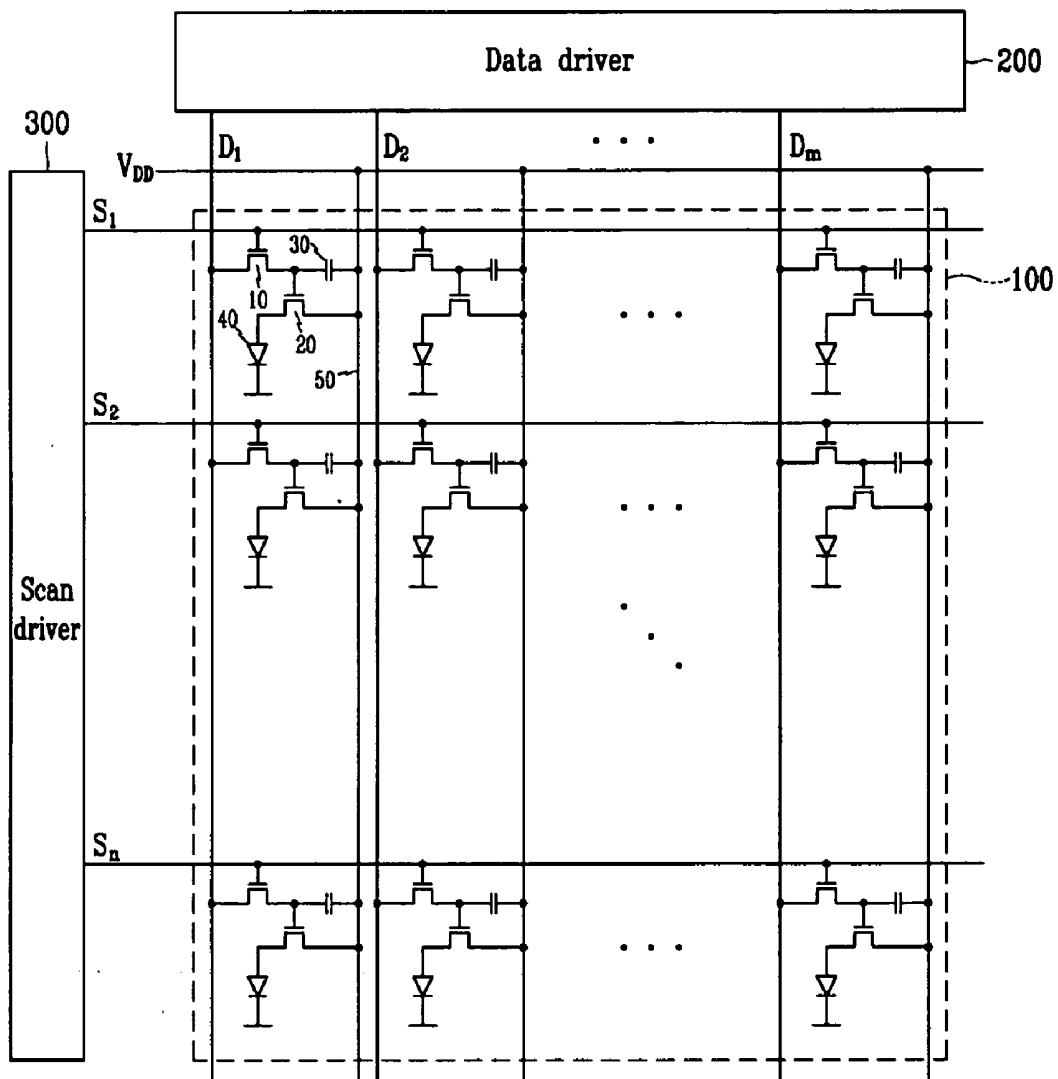 Data driver
200
300
D1
D2
. . .
Dm
VDD
S1
30
10
20
40
50
100
. . .
S2
. . .
Scan
driver
Sn
. . .